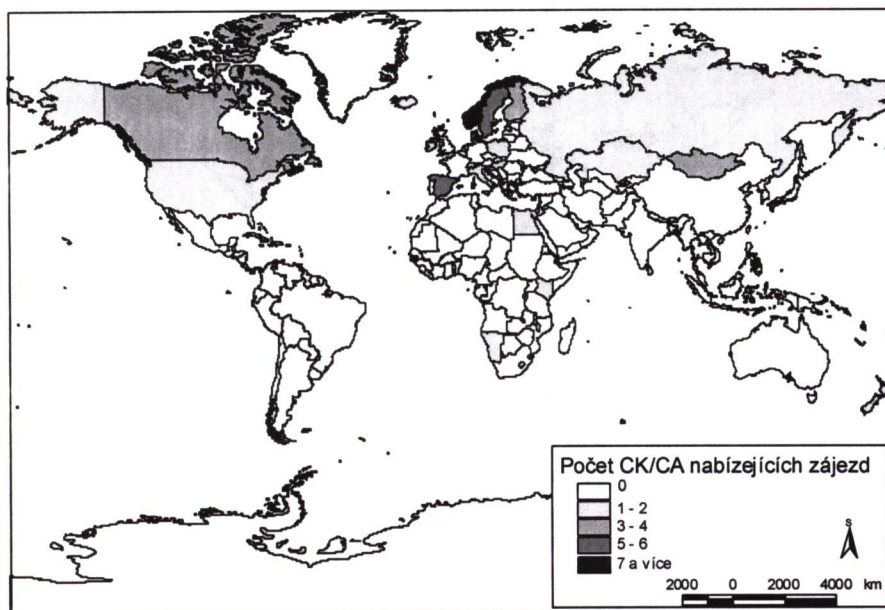 Počet CK/CA nabízejících zájezd
0
1 - 2
3 - 4
5 - 6
7 a více
S
2000 0 2000 4000 km